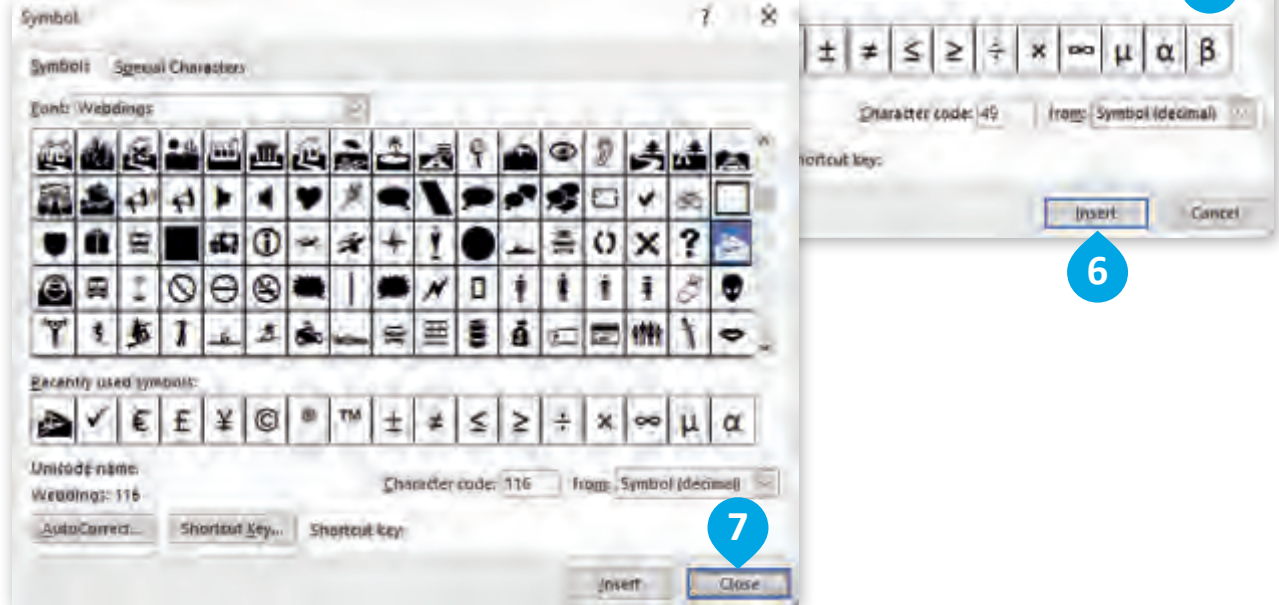 Symbol ? ×
Symbols Special Characters
Font: Webdings
Recently used symbols:
✓ € £ ¥ © ® ™ ± ≠ ≤ ≥ ÷ × ∞ µ α
Unicode name:
Webdings: 116
Character code: 116 from: Symbol (decimal)
AutoCorrect... Shortcut Key... Shortcut key:
7
Insert Close
± ≠ ≤ ≥ ÷ × ∞ µ α β
Character code: 49 from: Symbol (decimal)
hortcut key:
Insert Cancel
6